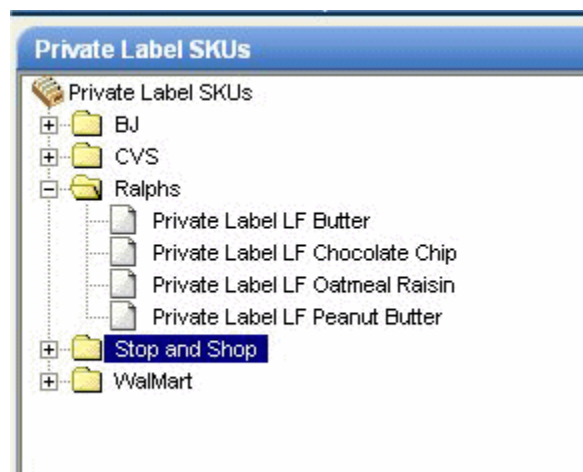 Private Label SKUs
Private Label SKUs
BJ
CVS
Ralphs
Private Label LF Butter
Private Label LF Chocolate Chip
Private Label LF Oatmeal Raisin
Private Label LF Peanut Butter
Stop and Shop
WalMart